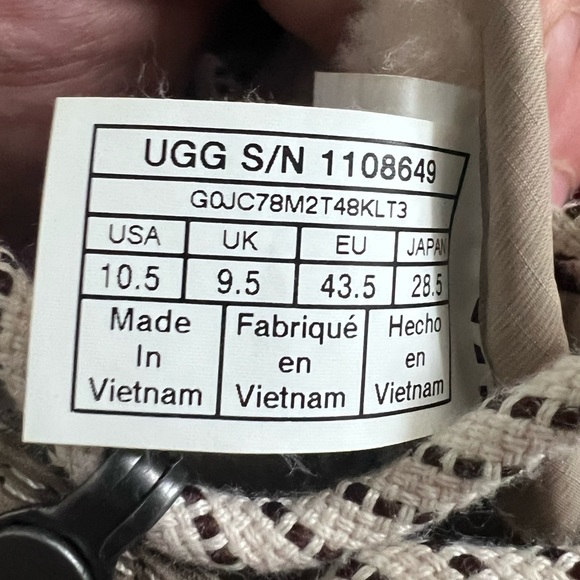 UGG S/N 1108649
G0JC78M2T48KLT3
USA UK EU JAPAN
10.5 9.5 43.5 28.5
Made Fabriqué Hecho
In en en
Vietnam Vietnam Vietnam